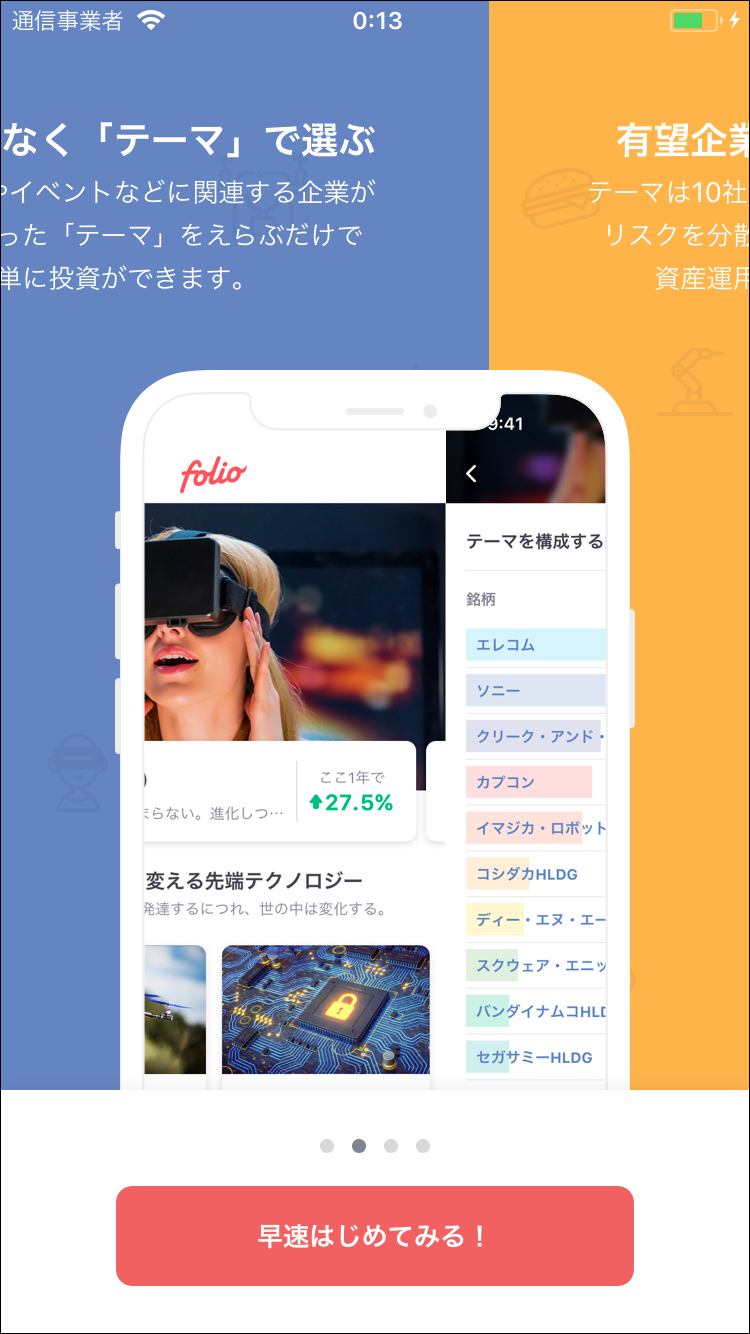 通信事業者
0:13
なく「テーマ」で選ぶ
有望企業
イベントなどに関連する企業が
テーマは10社
った「テーマ」をえらぶだけで
リスクを分散
単に投資ができます。
資産運用
9:41
folio
テーマを構成する
銘柄
エレコム
ソニー
クリーク・アンド・
カプコン
イマジカ・ロボット
コシダカHLDG
ディー・エヌ・エー
スクウェア・エニッ
バンダイナムコHLD
セガサミーHLDG
ここ1年で
27.5%
まらない。進化しつ…
変える先端テクノロジー
発達するにつれ、世の中は変化する。
早速はじめてみる！